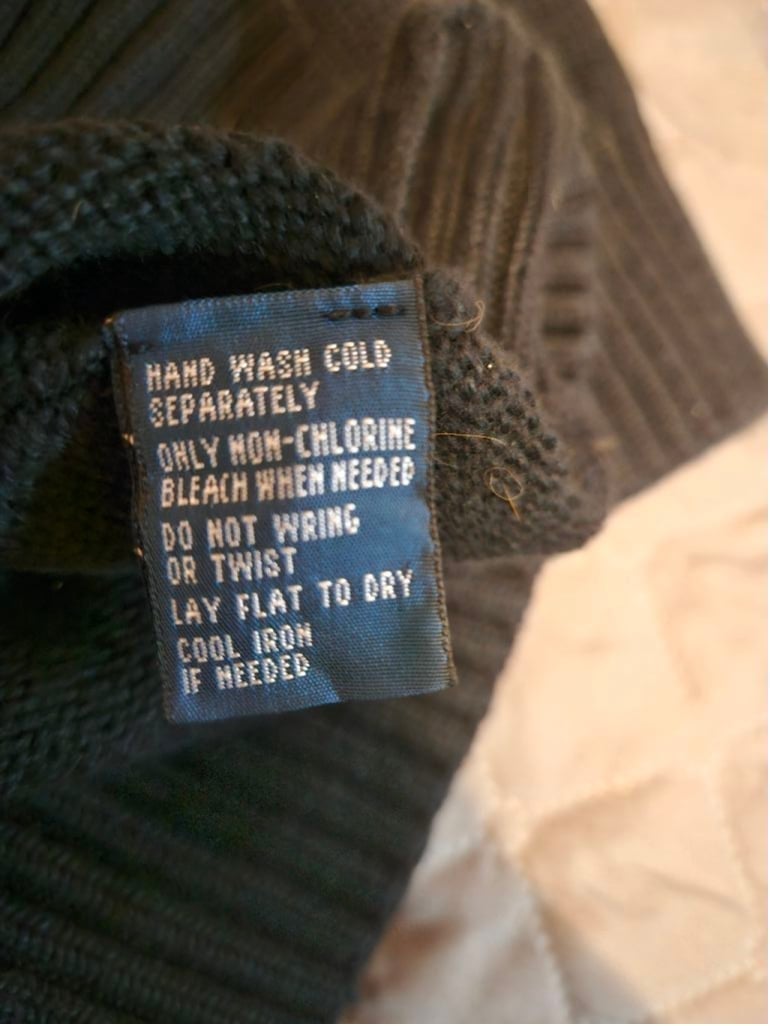 HAND WASH COLD
SEPARATELY
ONLY NON-CHLORINE
BLEACH WHEN NEEDED
DO NOT WRING
OR TWIST
LAY FLAT TO DRY
COOL IRON
IF NEEDED